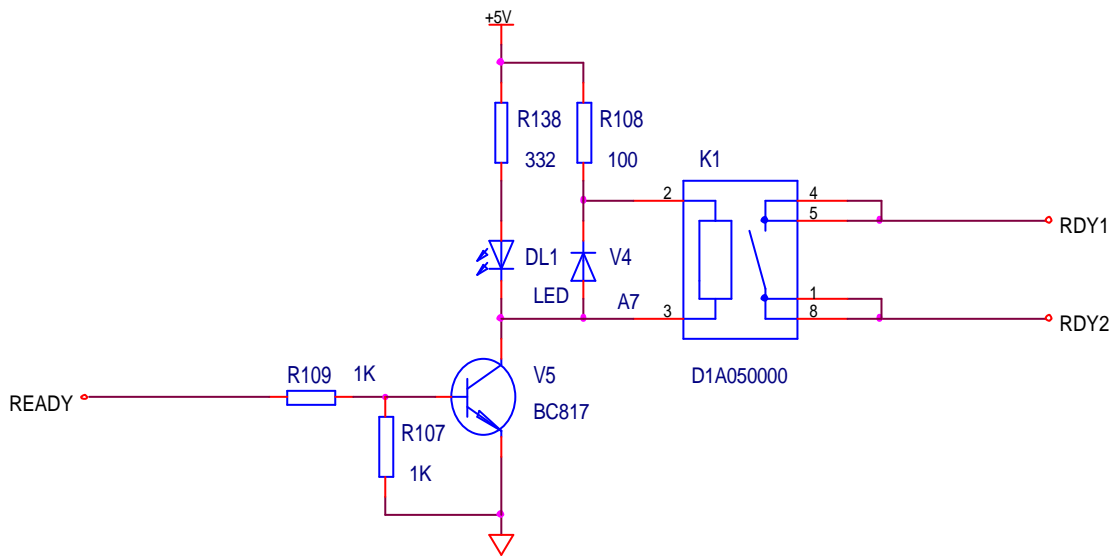 +5V
R138
332
R108
100
K1
2
4
5
RDY1
DL1
LED
V4
A7
3
1
8
RDY2
D1A050000
READY
R109
1K
V5
BC817
R107
1K